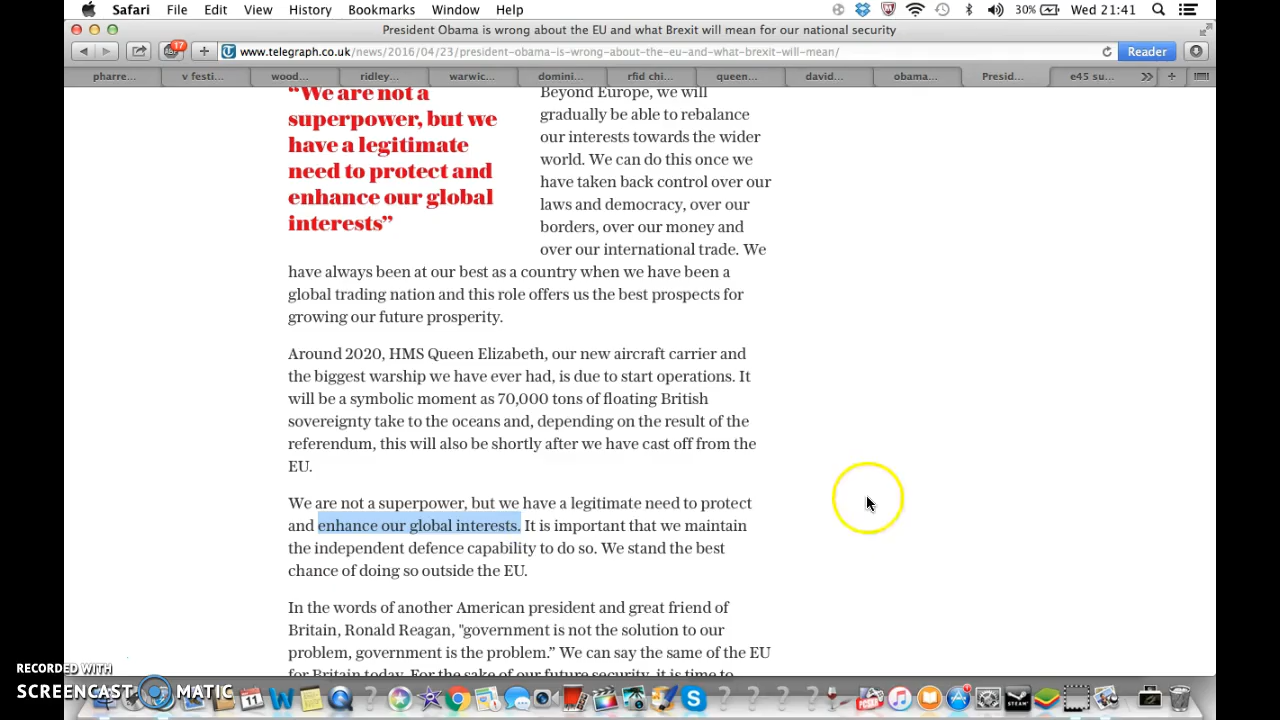 Safari File Edit View History Bookmarks Window Help 30% Wed 21:41
President Obama is wrong about the EU and what Brexit will mean for our national security
17 www.telegraph.co.uk/news/2016/04/23/president-obama-is-wrong-about-the-eu-and-what-brexit-will-mean/ Reader
pharre... v festi... wood... ridley... warwic... domini... rfid chi... queen... david... obama... Presid... e45 su...
“We are not a
superpower, but we
have a legitimate
need to protect and
enhance our global
interests”
Beyond Europe, we will
gradually be able to rebalance
our interests towards the wider
world. We can do this once we
have taken back control over our
laws and democracy, over our
borders, over our money and
over our international trade. We
have always been at our best as a country when we have been a
global trading nation and this role offers us the best prospects for
growing our future prosperity.
Around 2020, HMS Queen Elizabeth, our new aircraft carrier and
the biggest warship we have ever had, is due to start operations. It
will be a symbolic moment as 70,000 tons of floating British
sovereignty take to the oceans and, depending on the result of the
referendum, this will also be shortly after we have cast off from the
EU.
We are not a superpower, but we have a legitimate need to protect
and enhance our global interests. It is important that we maintain
the independent defence capability to do so. We stand the best
chance of doing so outside the EU.
In the words of another American president and great friend of
Britain, Ronald Reagan, "government is not the solution to our
problem, government is the problem.” We can say the same of the EU
for Britain today. For the sake of our future security, it is time to
RECORDED WITH
SCREENCAST MATIC